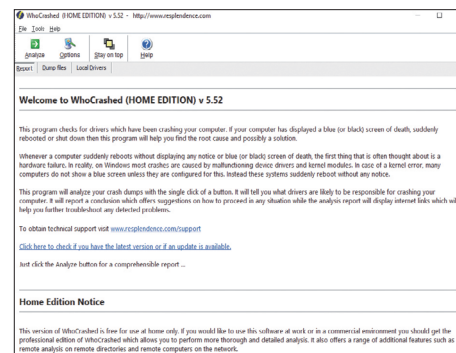 WhoCrashed (HOME EDITION) v 5.52 - http://www.resplendence.com
File Tools Help
Analyze Options Stay on top Help
Report Dump files Local Drivers
Welcome to WhoCrashed (HOME EDITION) v 5.52
This program checks for drivers which have been crashing your computer. If your computer has displayed a blue (or black) screen of death, suddenly
rebooted or shut down then this program will help you find the root cause and possibly a solution.
Whenever a computer suddenly reboots without displaying any notice or blue (or black) screen of death, the first thing that is often thought about is a
hardware failure. In reality, on Windows most crashes are caused by malfunctioning device drivers and kernel modules. In case of a kernel error, many
computers do not show a blue screen unless they are configured for this. Instead these systems suddenly reboot without any notice.
This program will analyze your crash dumps with the single click of a button. It will tell you what drivers are likely to be responsible for crashing your
computer. It will report a conclusion which offers suggestions on how to proceed in any situation while the analysis report will display internet links which will
help you further troubleshoot any detected problems.
To obtain technical support visit www.resplendence.com/support
Click here to check if you have the latest version or if an update is available.
Just click the Analyze button for a comprehensive report ...
Home Edition Notice
This version of WhoCrashed is free for use at home only. If you would like to use this software at work or in a commercial environment you should get the
professional edition of WhoCrashed which allows you to perform more thorough and detailed analysis. It also offers a range of additional features such as
remote analysis on remote directories and remote computers on the network.